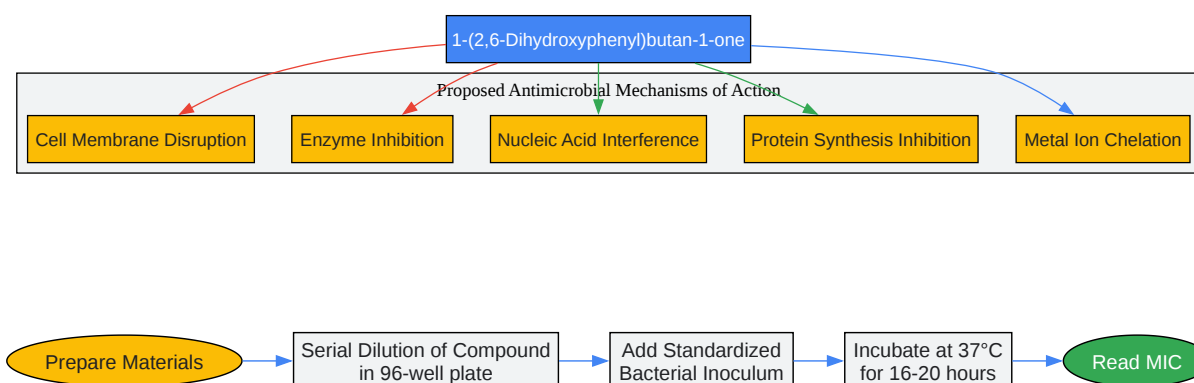 1-(2,6-Dihydroxyphenyl)butan-1-one
Proposed Antimicrobial Mechanisms of Action
Cell Membrane Disruption
Enzyme Inhibition
Nucleic Acid Interference
Protein Synthesis Inhibition
Metal Ion Chelation
Prepare Materials
Serial Dilution of Compound
in 96-well plate
Add Standardized
Bacterial Inoculum
Incubate at 37°C
for 16-20 hours
Read MIC